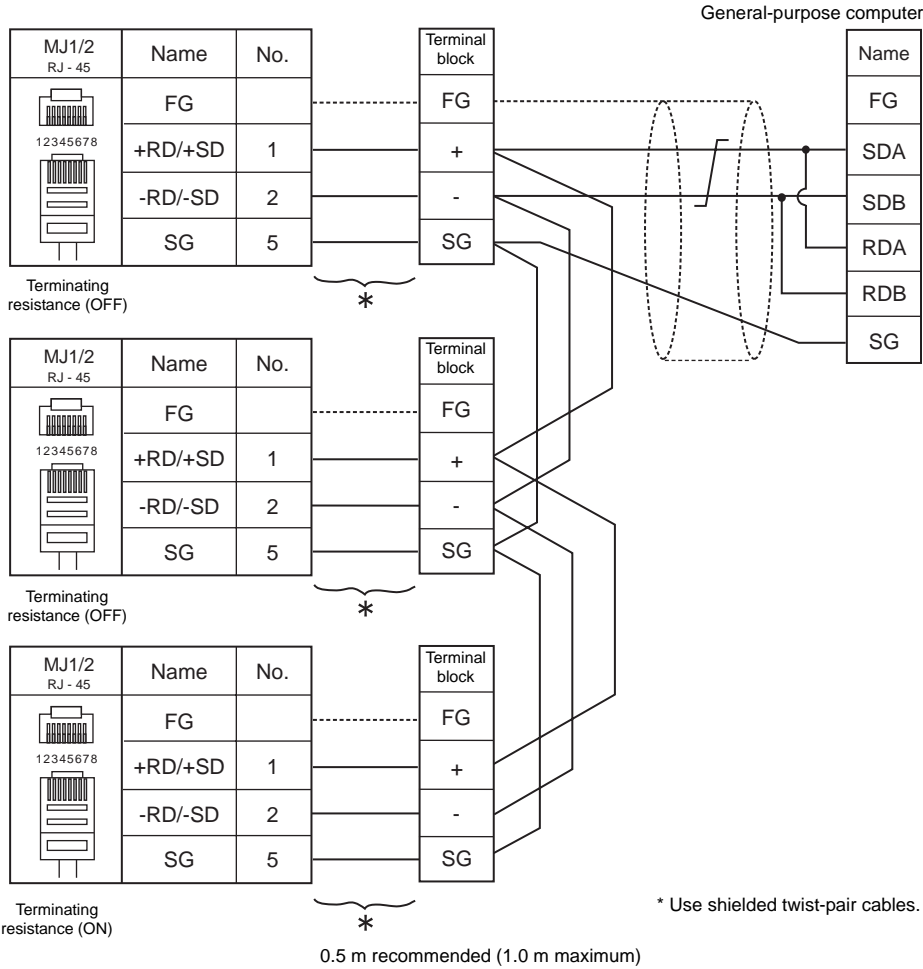 General-purpose computer
MJ1/2 Name No. Terminal Name
RJ - 45 block
FG FG FG
12345678
+RD/+SD 1 + SDA
-RD/-SD 2 - SDB
SG 5 SG RDA
RDB
SG
Terminating
resistance (OFF)
*
MJ1/2 Name No. Terminal
RJ - 45 block
FG FG
12345678
+RD/+SD 1 +
-RD/-SD 2 -
SG 5 SG
Terminating
resistance (OFF)
*
MJ1/2 Name No. Terminal
RJ - 45 block
FG FG
12345678
+RD/+SD 1 +
-RD/-SD 2 -
SG 5 SG
Terminating
resistance (ON)
*
* Use shielded twist-pair cables.
0.5 m recommended (1.0 m maximum)